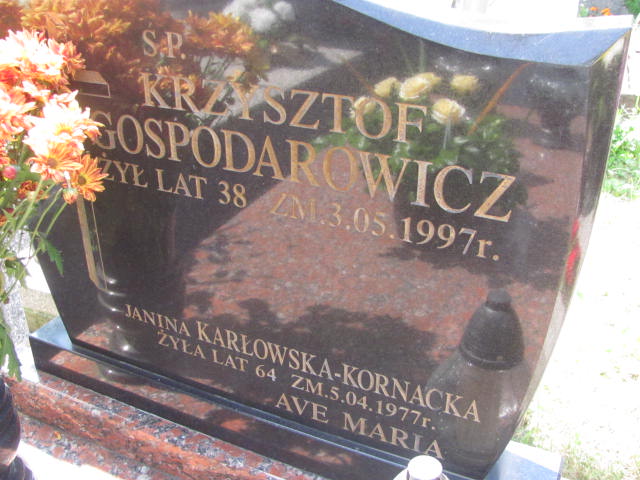 Ś.P.
KRZYSZTOF
GOSPODAROWICZ
ŻYŁ LAT 38 ZM.3.05.1997r.
JANINA KARŁOWSKA-KORNACKA
ŻYŁA LAT 64 ZM.5.04.1977r.
AVE MARIA